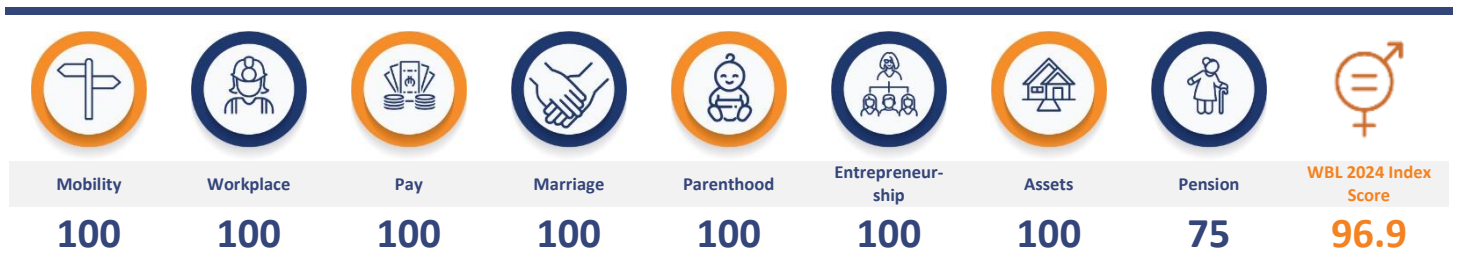 Mobility
Workplace
Pay
Marriage
Parenthood
Entrepreneur-
ship
Assets
Pension
WBL 2024 Index
Score
100
100
100
100
100
100
100
75
96.9